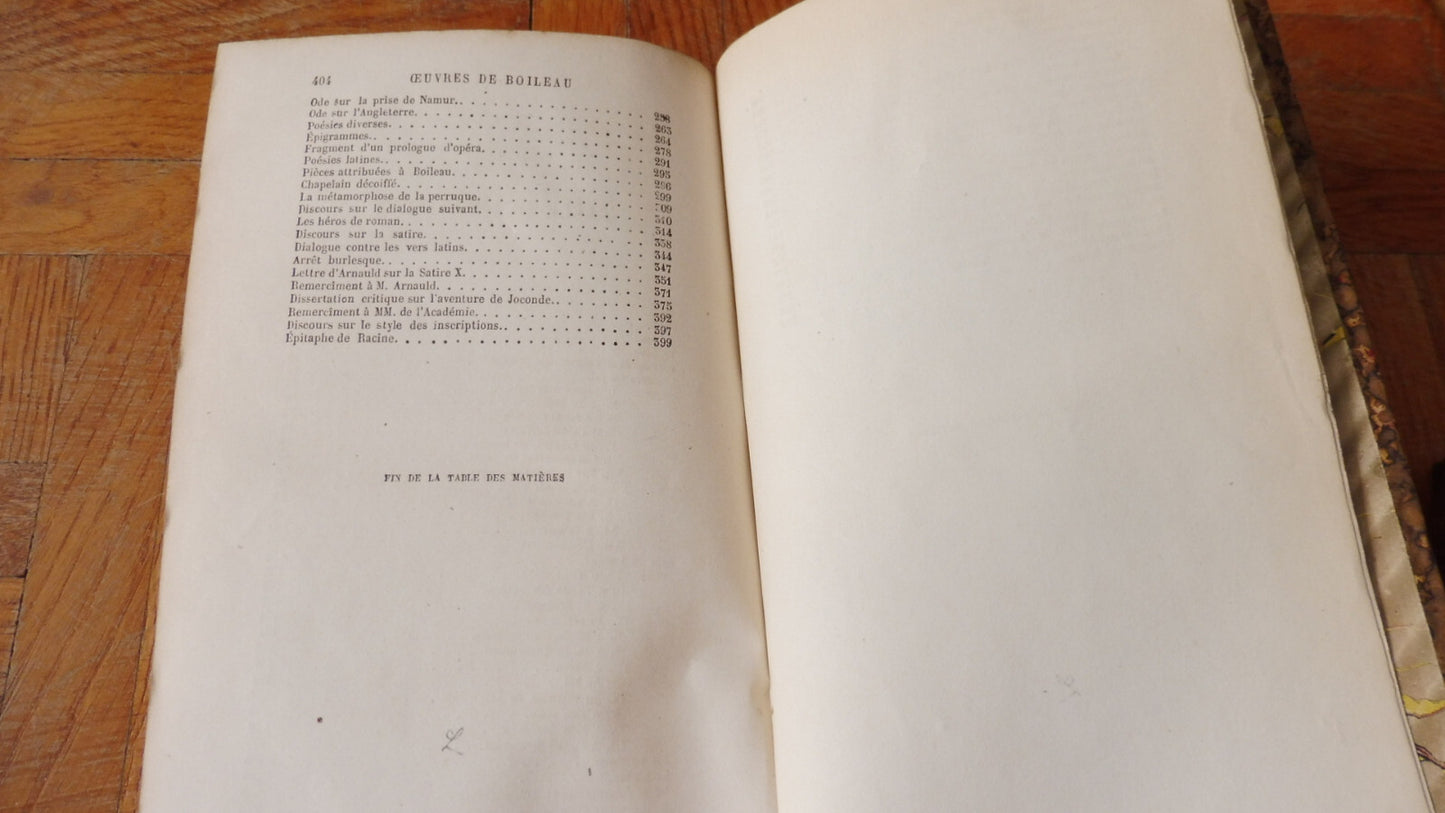 404 ŒUVRES DE BOILEAU
Ode sur la prise de Namur. . . . . . . . . . . . . . . 258
Ode sur l'Angleterre. . . . . . . . . . . . . . . . . . 263
Poésies diverses. . . . . . . . . . . . . . . . . . . . 264
Épigrammes. . . . . . . . . . . . . . . . . . . . . . . 278
Fragment d'un prologue d'opéra. . . . . . . . . . . . . 291
Poésies latines. . . . . . . . . . . . . . . . . . . . 295
Pièces attribuées à Boileau. . . . . . . . . . . . . . 296
Chapelain décoiffé. . . . . . . . . . . . . . . . . . . 299
La métamorphose de la perruque. . . . . . . . . . . . . 309
Discours sur le dialogue suivant. . . . . . . . . . . . 310
Les héros de roman. . . . . . . . . . . . . . . . . . . 314
Discours sur la satire. . . . . . . . . . . . . . . . . 338
Dialogue contre les vers latins. . . . . . . . . . . . 344
Arrêt burlesque. . . . . . . . . . . . . . . . . . . . 347
Lettre d'Arnauld sur la Satire X. . . . . . . . . . . . 351
Remercîment à M. Arnauld. . . . . . . . . . . . . . . . 371
Dissertation critique sur l'aventure de Joconde. . . . 375
Remercîment à MM. de l'Académie. . . . . . . . . . . . 392
Discours sur le style des inscriptions. . . . . . . . . 397
Épitaphe de Racine. . . . . . . . . . . . . . . . . . . 399
FIN DE LA TABLE DES MATIÈRES